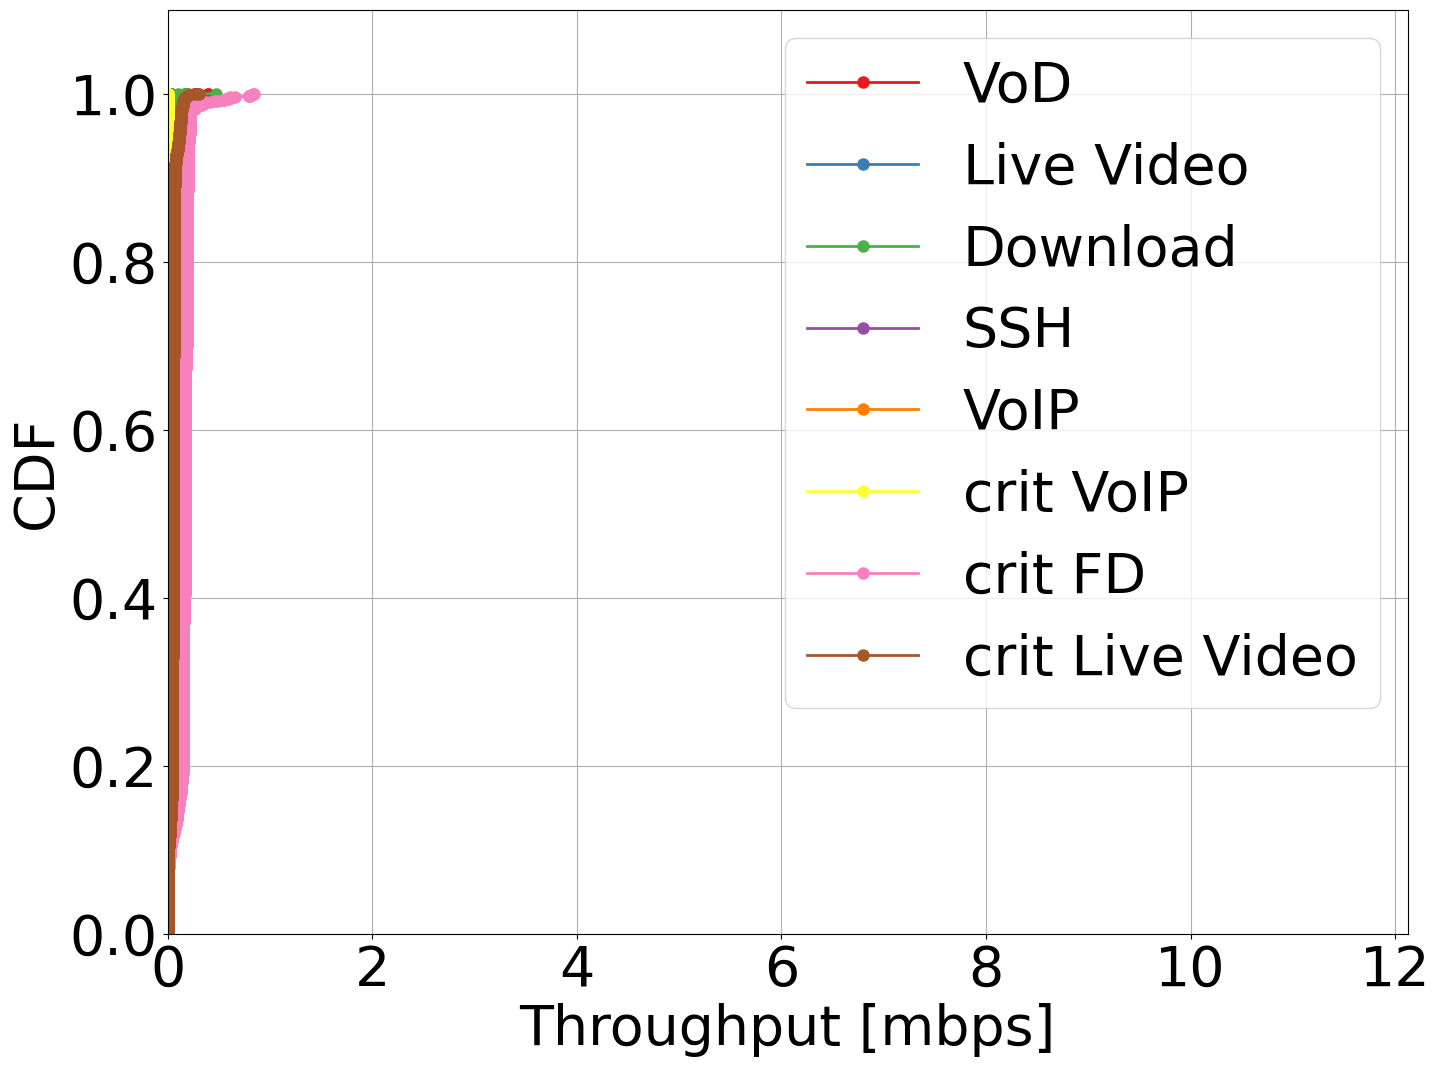 1.0
0.8
0.6
0.4
0.2
0.0
CDF
0 2 4 6 8 10 12
Throughput [mbps]
VoD
Live Video
Download
SSH
VoIP
crit VoIP
crit FD
crit Live Video